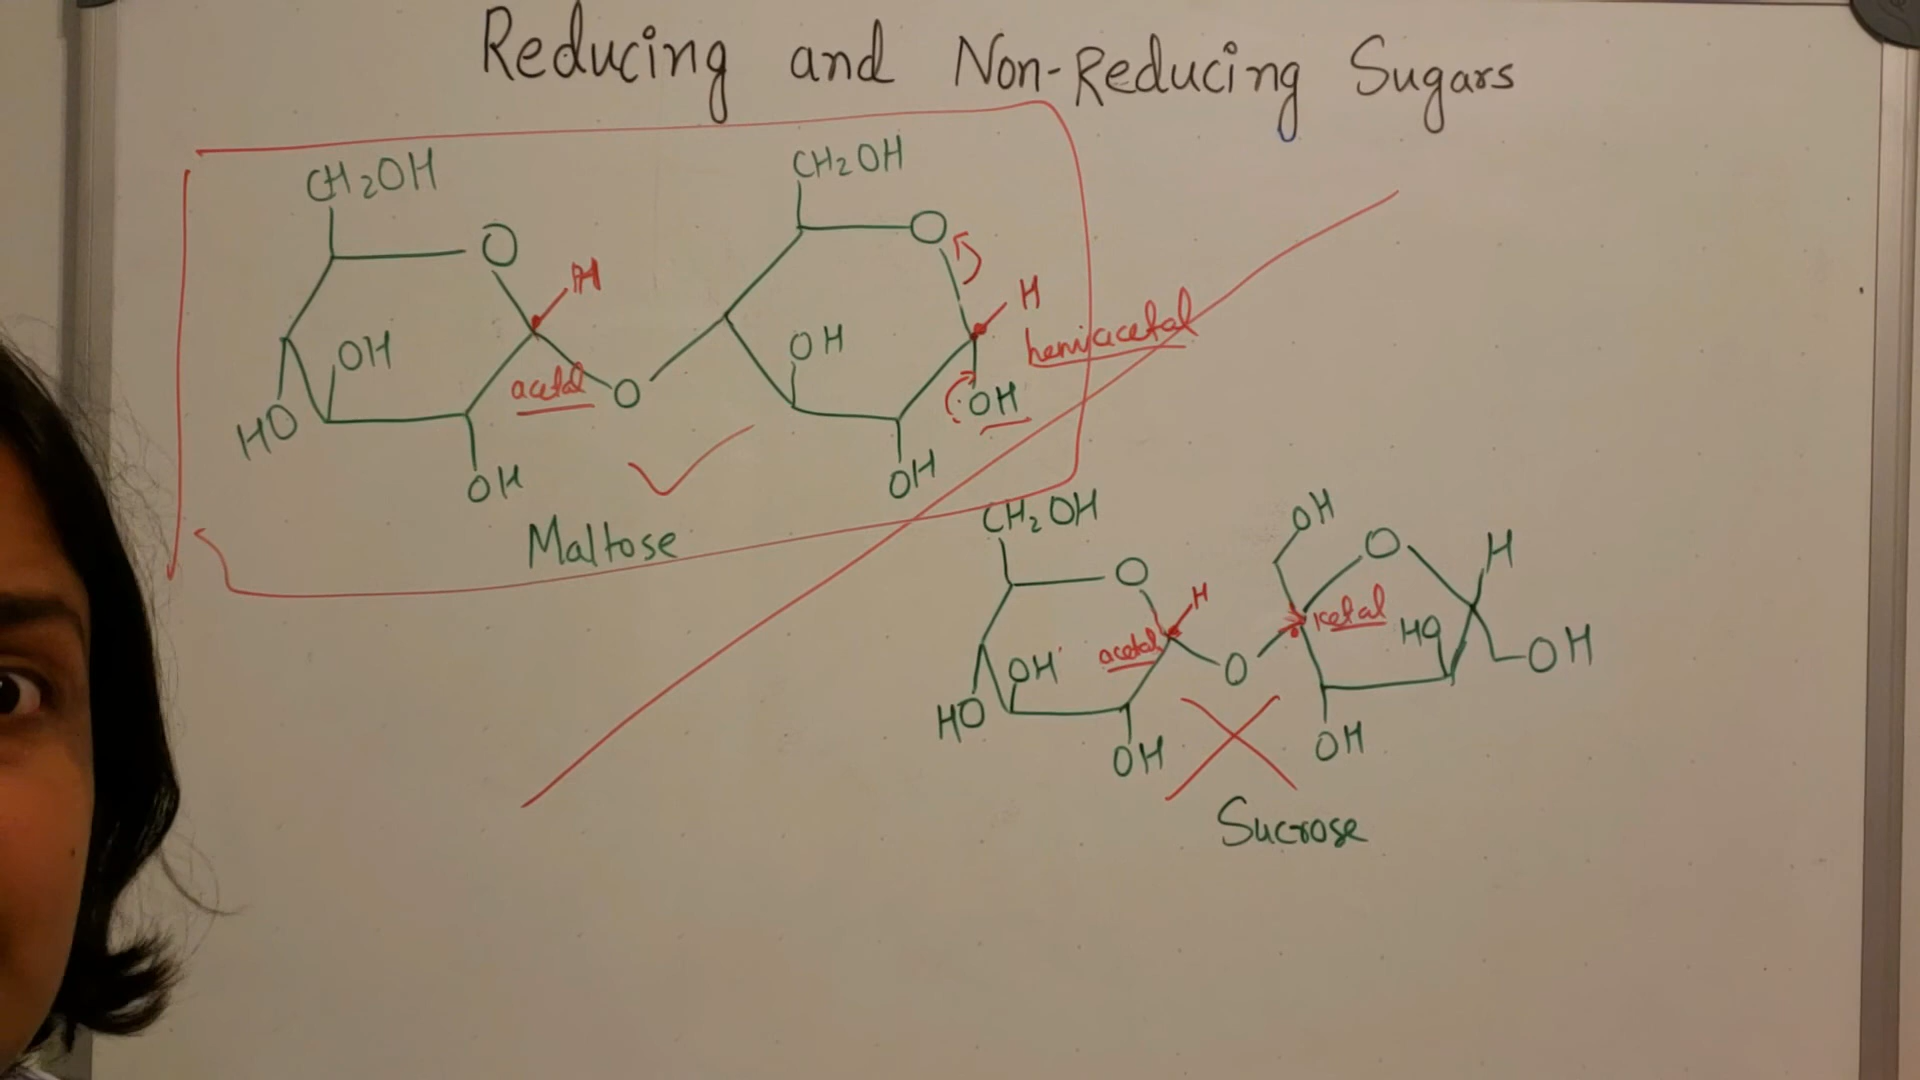 Reducing and Non-Reducing Sugars
CH2OH
CH2OH
O
O
H
H
OH
OH
hemiacetal
acetal
O
:OH
HO
OH
OH
Maltose
CH2OH
OH
O
O
H
H
acetal
ketal
HO
OH
O
OH
HO
OH
OH
Sucrose